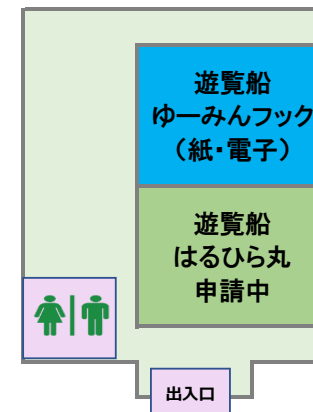 遊覧船
ゆーみんフック
（紙・電子）
遊覧船
はるひら丸
申請中
出入口